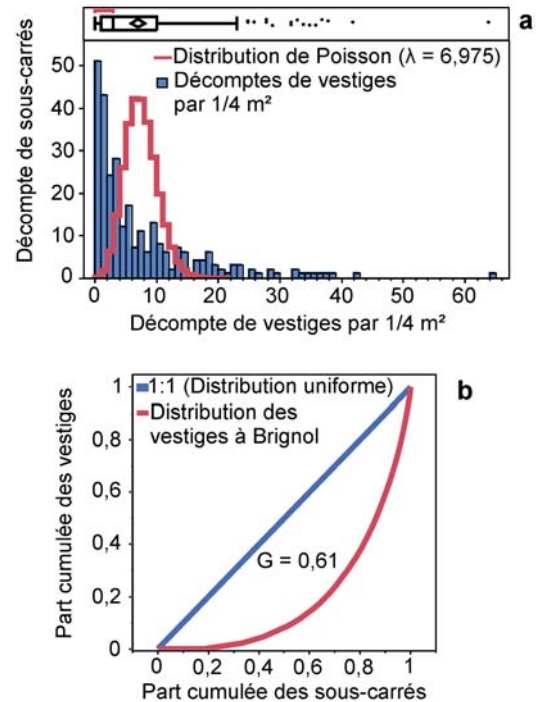 a
Distribution de Poisson (λ = 6,975)
Décomptes de vestiges
par 1/4 m²
Décompte de sous-carrés
50
40
30
20
10
0
0 20 40 60
Décompte de vestiges par 1/4 m²
b
1:1 (Distribution uniforme)
Distribution des
vestiges à Brignol
G = 0,61
Part cumulée des vestiges
1
0,8
0,6
0,4
0,2
0
0 0,2 0,4 0,6 0,8 1
Part cumulée des sous-carrés